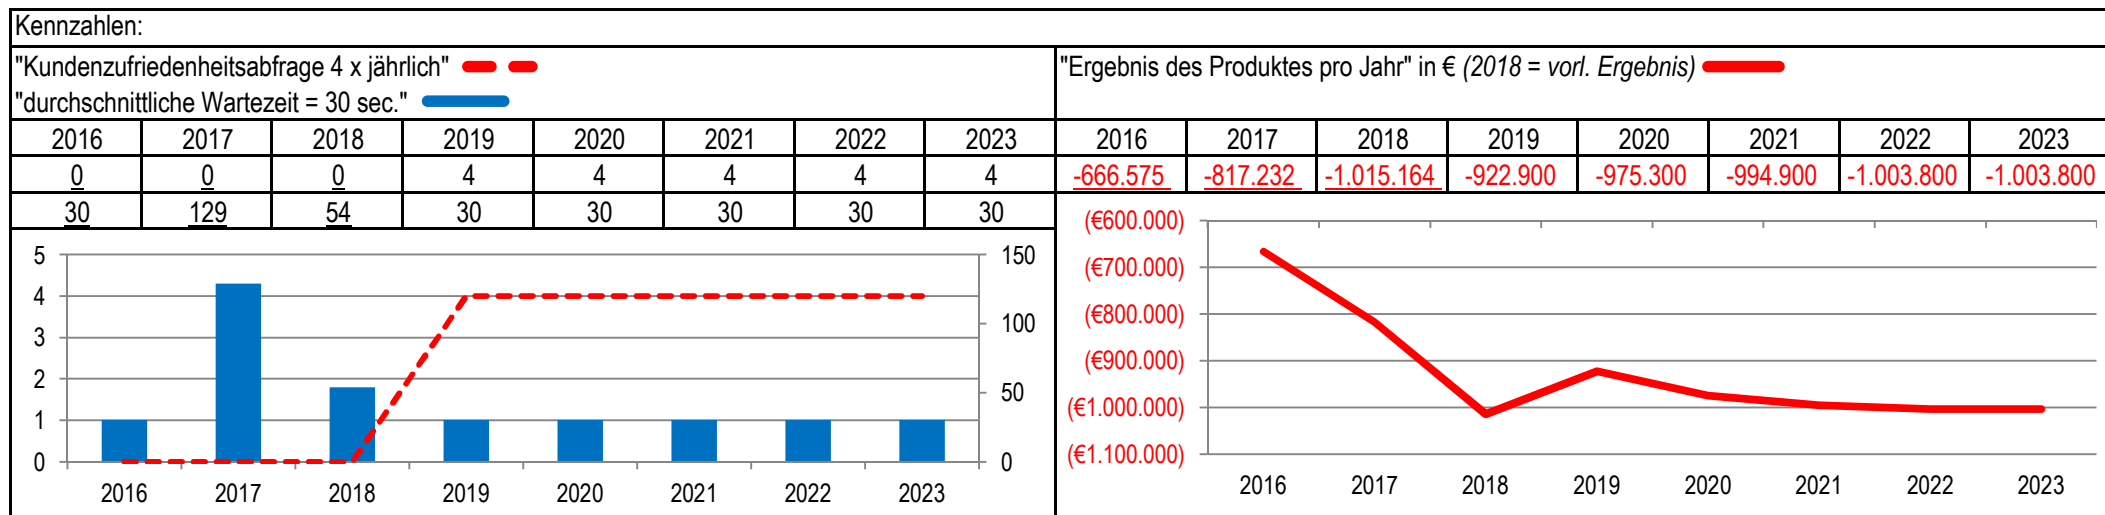 Kennzahlen:
"Kundenzufriedenheitsabfrage 4 x jährlich"
"durchschnittliche Wartezeit = 30 sec."
2016 2017 2018 2019 2020 2021 2022 2023
0 0 0 4 4 4 4 4
30 129 54 30 30 30 30 30
5
4
3
2
1
0
150
100
50
0
2016 2017 2018 2019 2020 2021 2022 2023
"Ergebnis des Produktes pro Jahr" in € (2018 = vorl. Ergebnis)
2016 2017 2018 2019 2020 2021 2022 2023
-666.575 -817.232 -1.015.164 -922.900 -975.300 -994.900 -1.003.800 -1.003.800
(€600.000)
(€700.000)
(€800.000)
(€900.000)
(€1.000.000)
(€1.100.000)
2016 2017 2018 2019 2020 2021 2022 2023